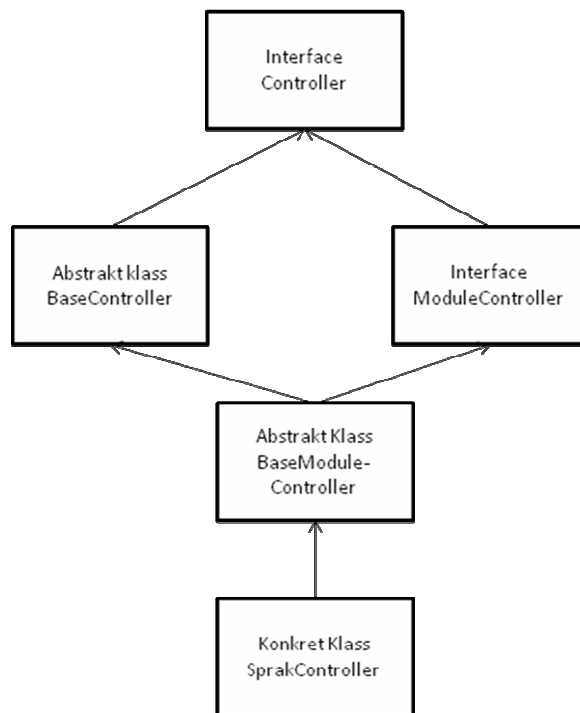 Interface
Controller
Abstrakt klass
BaseController
Interface
ModuleController
Abstrakt Klass
BaseModule-
Controller
Konkret Klass
SprakController